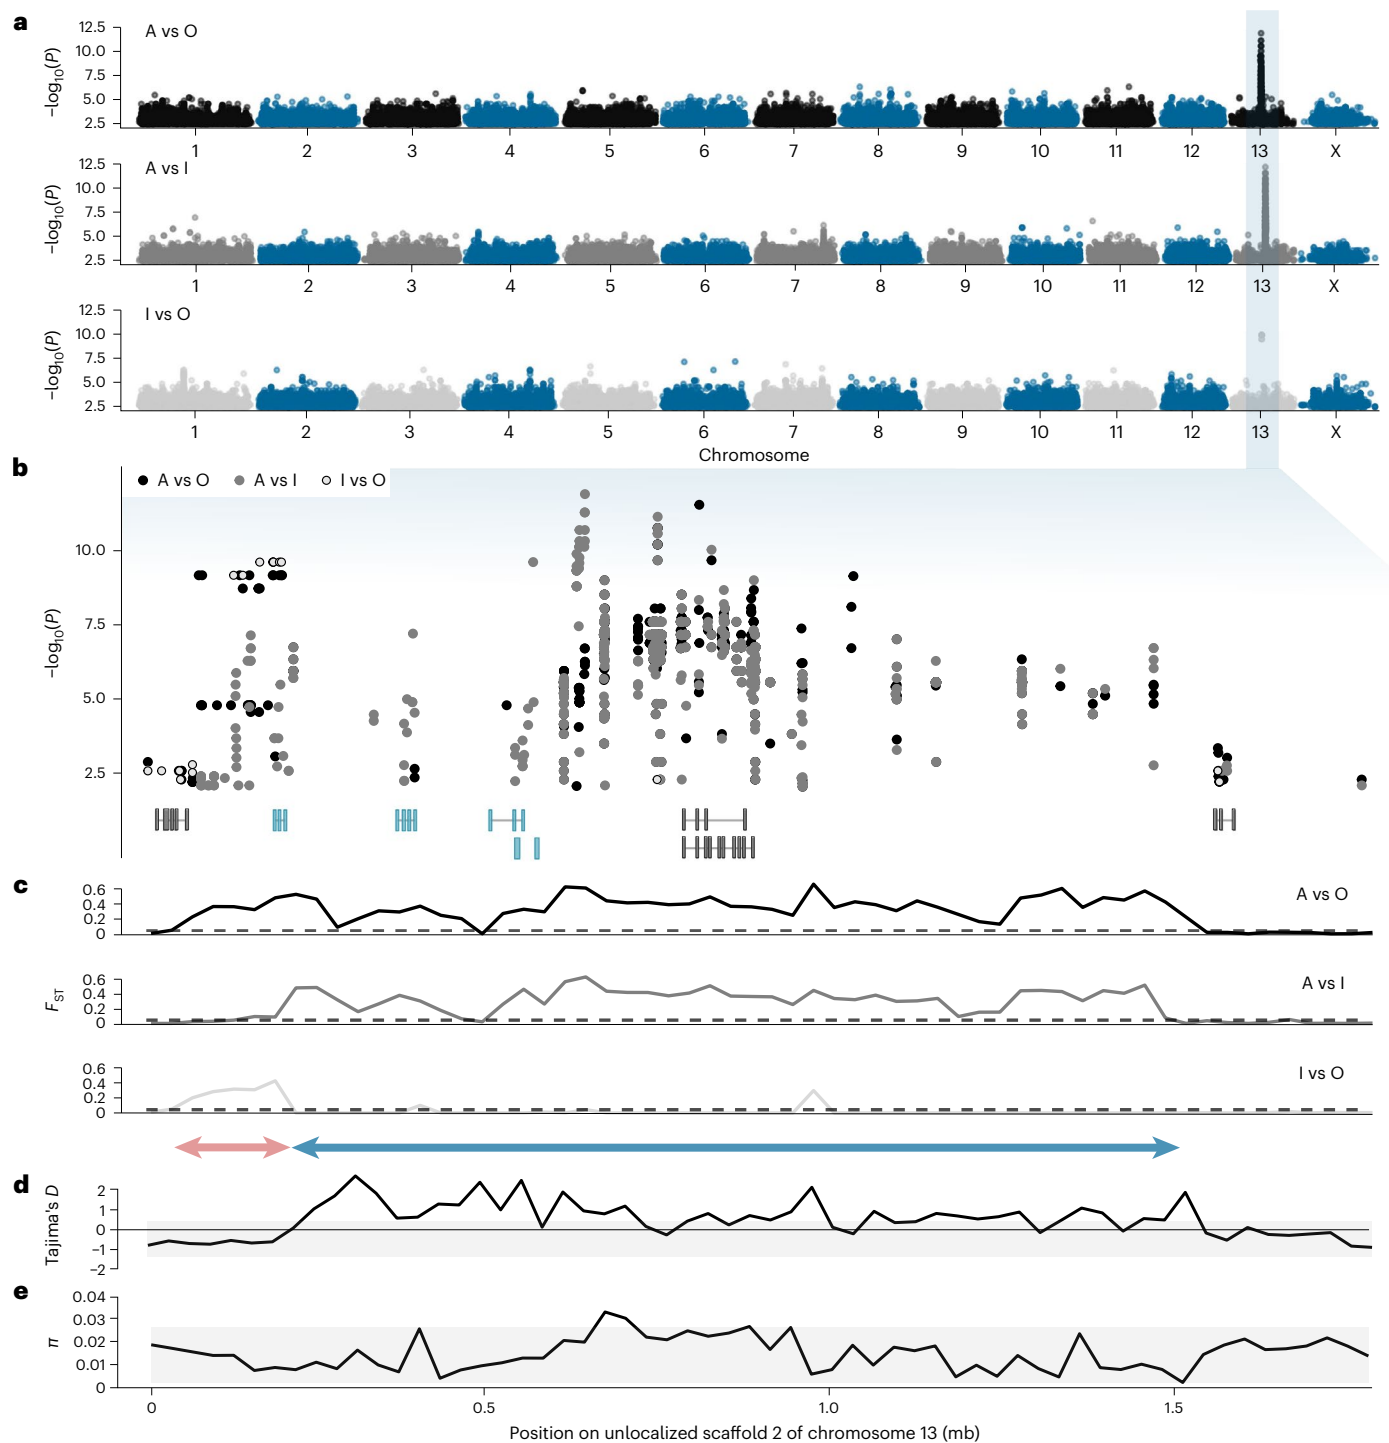 a
A vs O
−log10(P)
12.5
10.0
7.5
5.0
2.5
1 2 3 4 5 6 7 8 9 10 11 12 13 X
A vs I
−log10(P)
12.5
10.0
7.5
5.0
2.5
1 2 3 4 5 6 7 8 9 10 11 12 13 X
I vs O
−log10(P)
12.5
10.0
7.5
5.0
2.5
1 2 3 4 5 6 7 8 9 10 11 12 13 X
Chromosome
b
A vs O A vs I I vs O
−log10(P)
10.0
7.5
5.0
2.5
c
FST
0.6
0.4
0.2
0
A vs O
0.6
0.4
0.2
0
A vs I
0.6
0.4
0.2
0
I vs O
d
Tajima's D
2
1
0
−1
−2
e
π
0.04
0.03
0.02
0.01
0
0 0.5 1.0 1.5
Position on unlocalized scaffold 2 of chromosome 13 (mb)